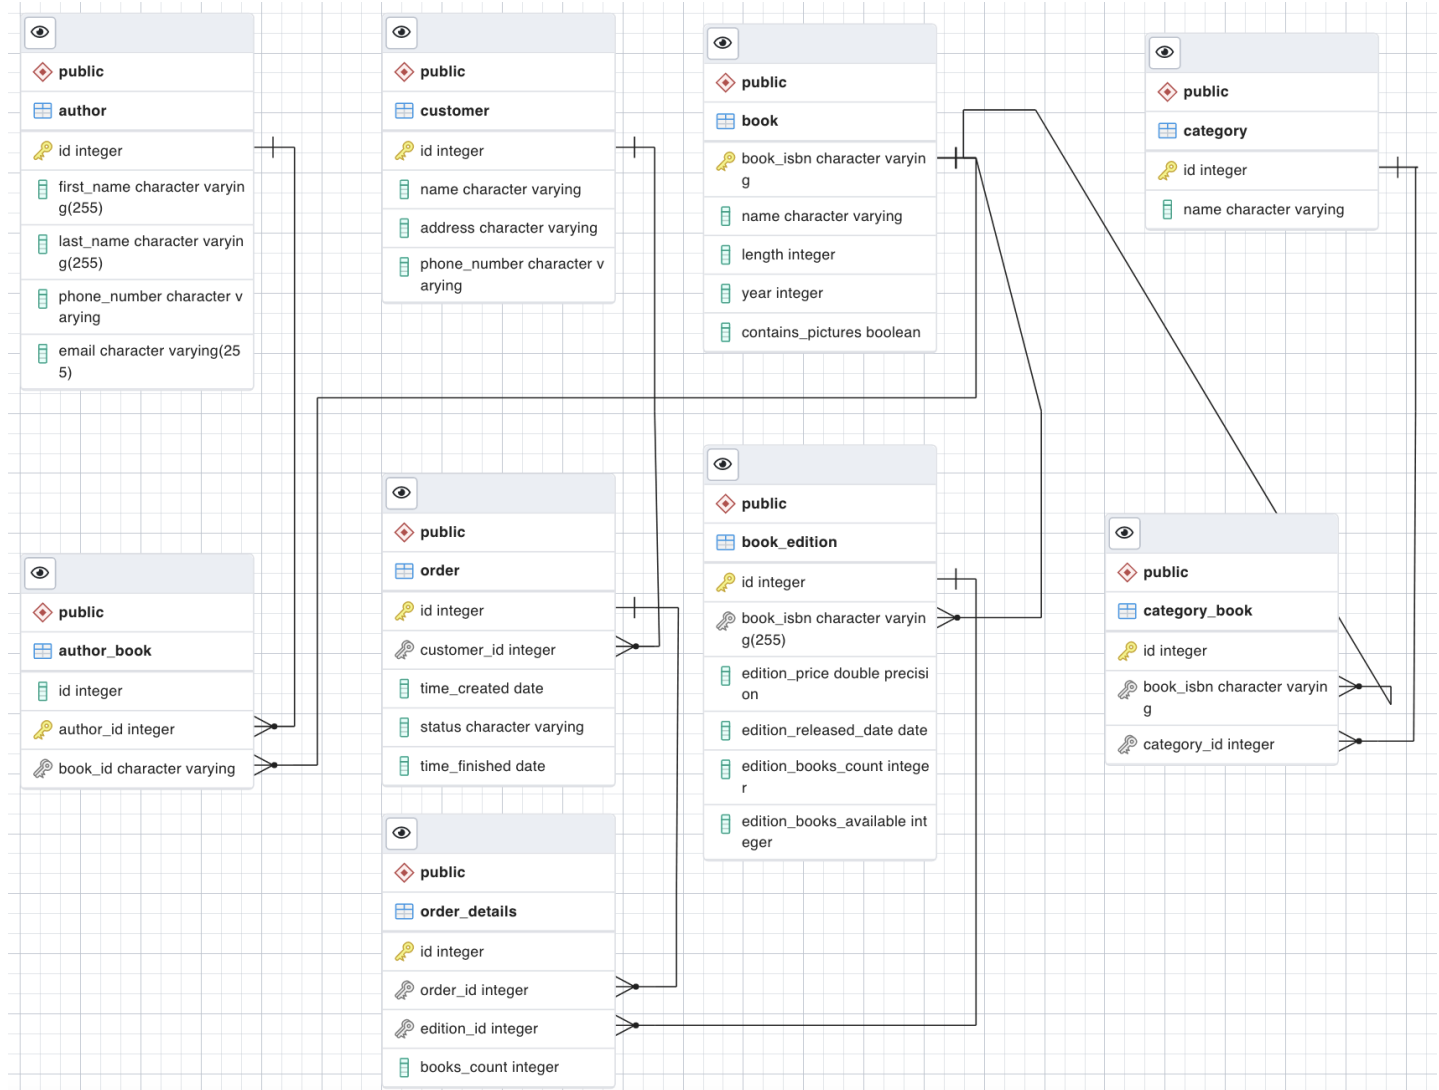 public
author
id integer
first_name character varyin
g(255)
last_name character varyin
g(255)
phone_number character v
arying
email character varying(25
5)
public
customer
id integer
name character varying
address character varying
phone_number character v
arying
public
book
book_isbn character varyin
g
name character varying
length integer
year integer
contains_pictures boolean
public
category
id integer
name character varying
public
author_book
id integer
author_id integer
book_id character varying
public
order
id integer
customer_id integer
time_created date
status character varying
time_finished date
public
book_edition
id integer
book_isbn character varyin
g(255)
edition_price double precisi
on
edition_released_date date
edition_books_count intege
r
edition_books_available int
eger
public
category_book
id integer
book_isbn character varyin
g
category_id integer
public
order_details
id integer
order_id integer
edition_id integer
books_count integer